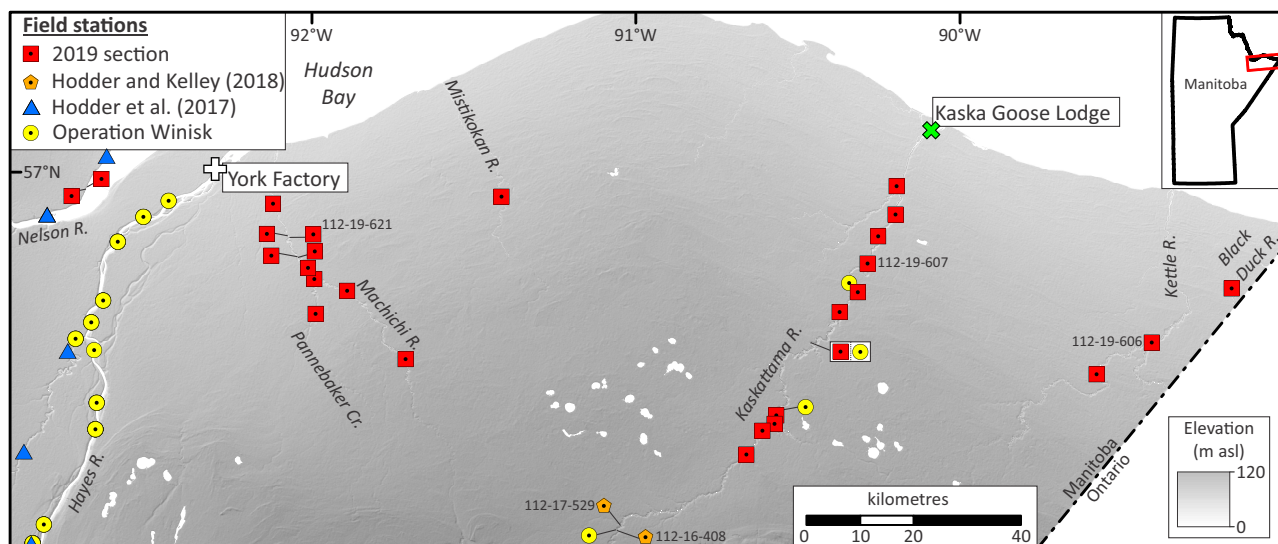 Field stations
2019 section
Hodder and Kelley (2018)
Hodder et al. (2017)
Operation Winisk
92°W
91°W
90°W
57°N
Hudson
Bay
Manitoba
Kaska Goose Lodge
York Factory
Mistikokan R.
Nelson R.
112-19-621
112-19-607
Machichi R.
Pannebaker Cr.
Kaskattama R.
Kettle R.
Black
Duck R.
112-19-606
Hayes R.
112-17-529
112-16-408
Manitoba
Ontario
kilometres
0 10 20 40
Elevation
(m asl)
120
0